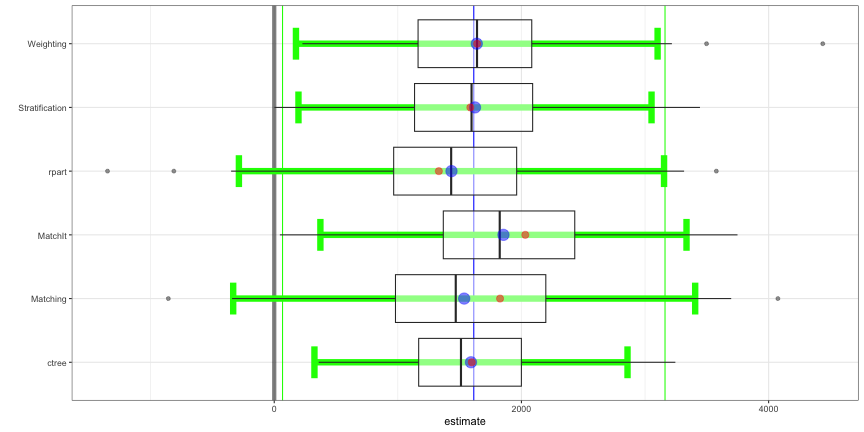 Weighting
Stratification
rpart
MatchIt
Matching
ctree
0 2000 4000
estimate